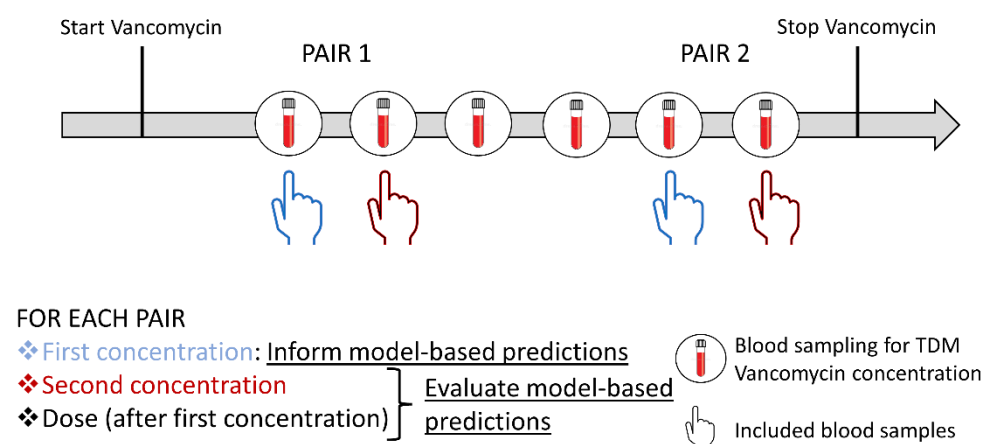 Start Vancomycin
Stop Vancomycin
PAIR 1
PAIR 2
FOR EACH PAIR
❖First concentration: Inform model-based predictions
❖Second concentration
❖Dose (after first concentration)
Evaluate model-based
predictions
Blood sampling for TDM
Vancomycin concentration
Included blood samples